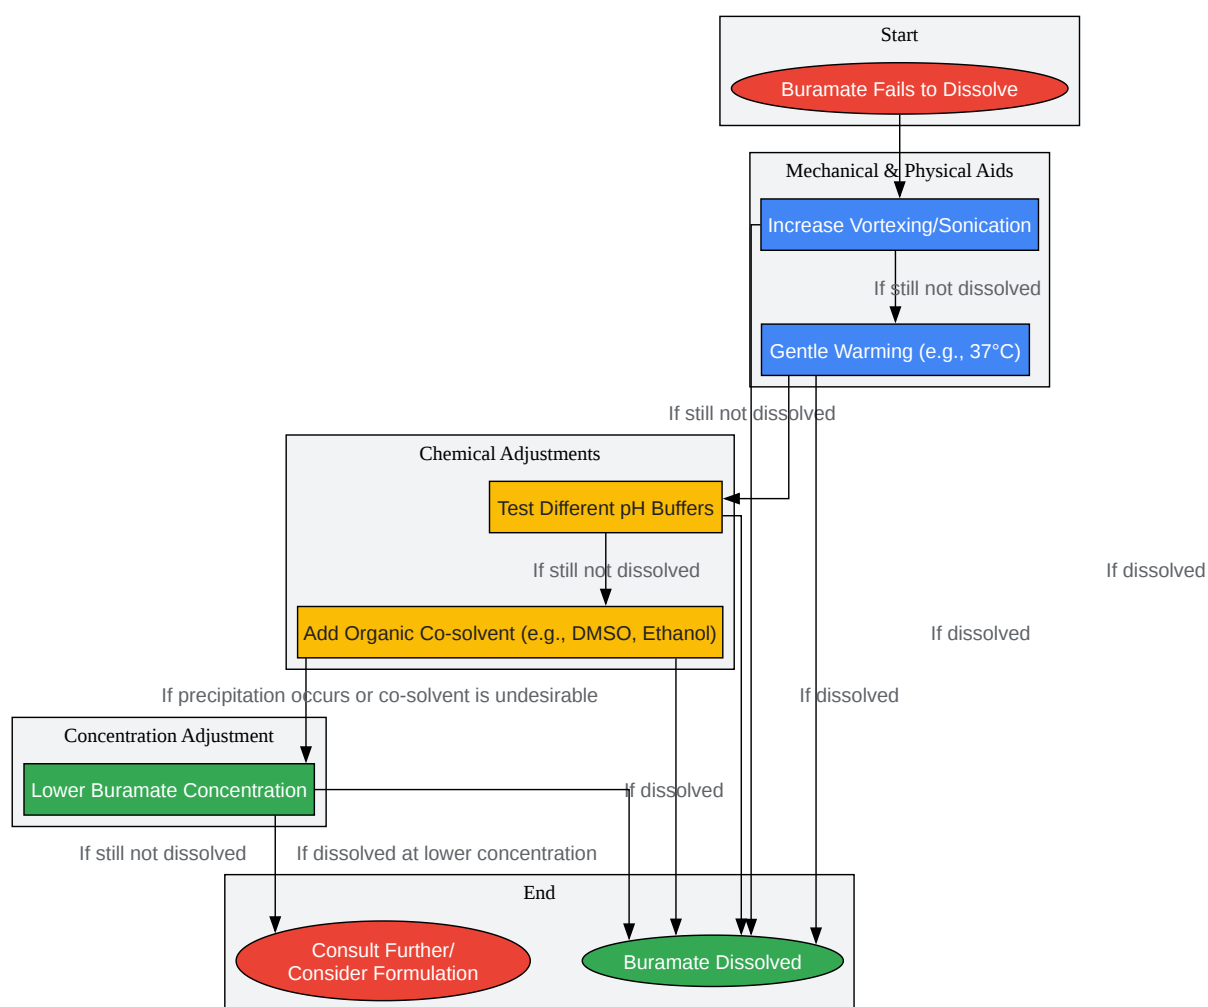 Start
Buramate Fails to Dissolve
Mechanical & Physical Aids
Increase Vortexing/Sonication
If still not dissolved
Gentle Warming (e.g., 37°C)
If still not dissolved
Chemical Adjustments
Test Different pH Buffers
If still not dissolved
If dissolved
Add Organic Co-solvent (e.g., DMSO, Ethanol)
If dissolved
If precipitation occurs or co-solvent is undesirable
If dissolved
Concentration Adjustment
Lower Buramate Concentration
If dissolved
If still not dissolved
If dissolved at lower concentration
End
Consult Further/
Consider Formulation
Buramate Dissolved